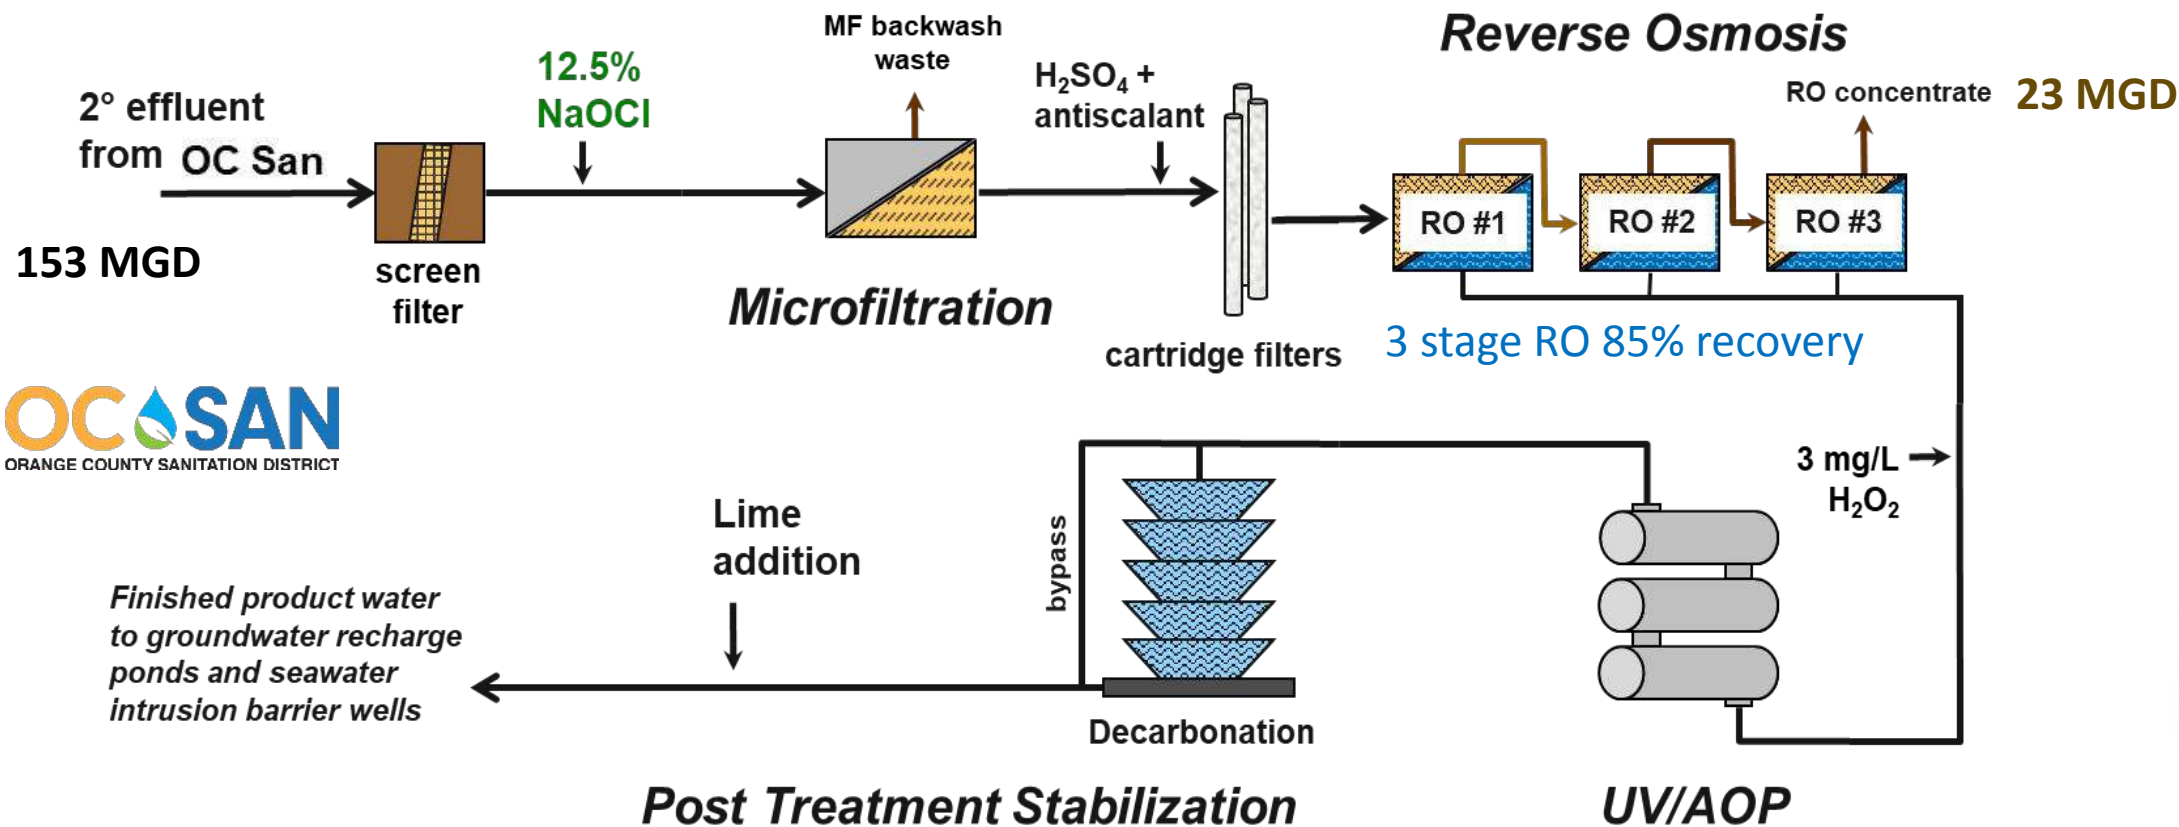 2° effluent
from OC San
153 MGD
screen
filter
12.5%
NaOCl
MF backwash
waste
Microfiltration
H₂SO₄ +
antiscalant
cartridge filters
Reverse Osmosis
RO concentrate
23 MGD
RO #1
RO #2
RO #3
3 stage RO 85% recovery
3 mg/L
H₂O₂
UV/AOP
bypass
Decarbonation
Post Treatment Stabilization
Lime
addition
Finished product water
to groundwater recharge
ponds and seawater
intrusion barrier wells
OC SAN
ORANGE COUNTY SANITATION DISTRICT